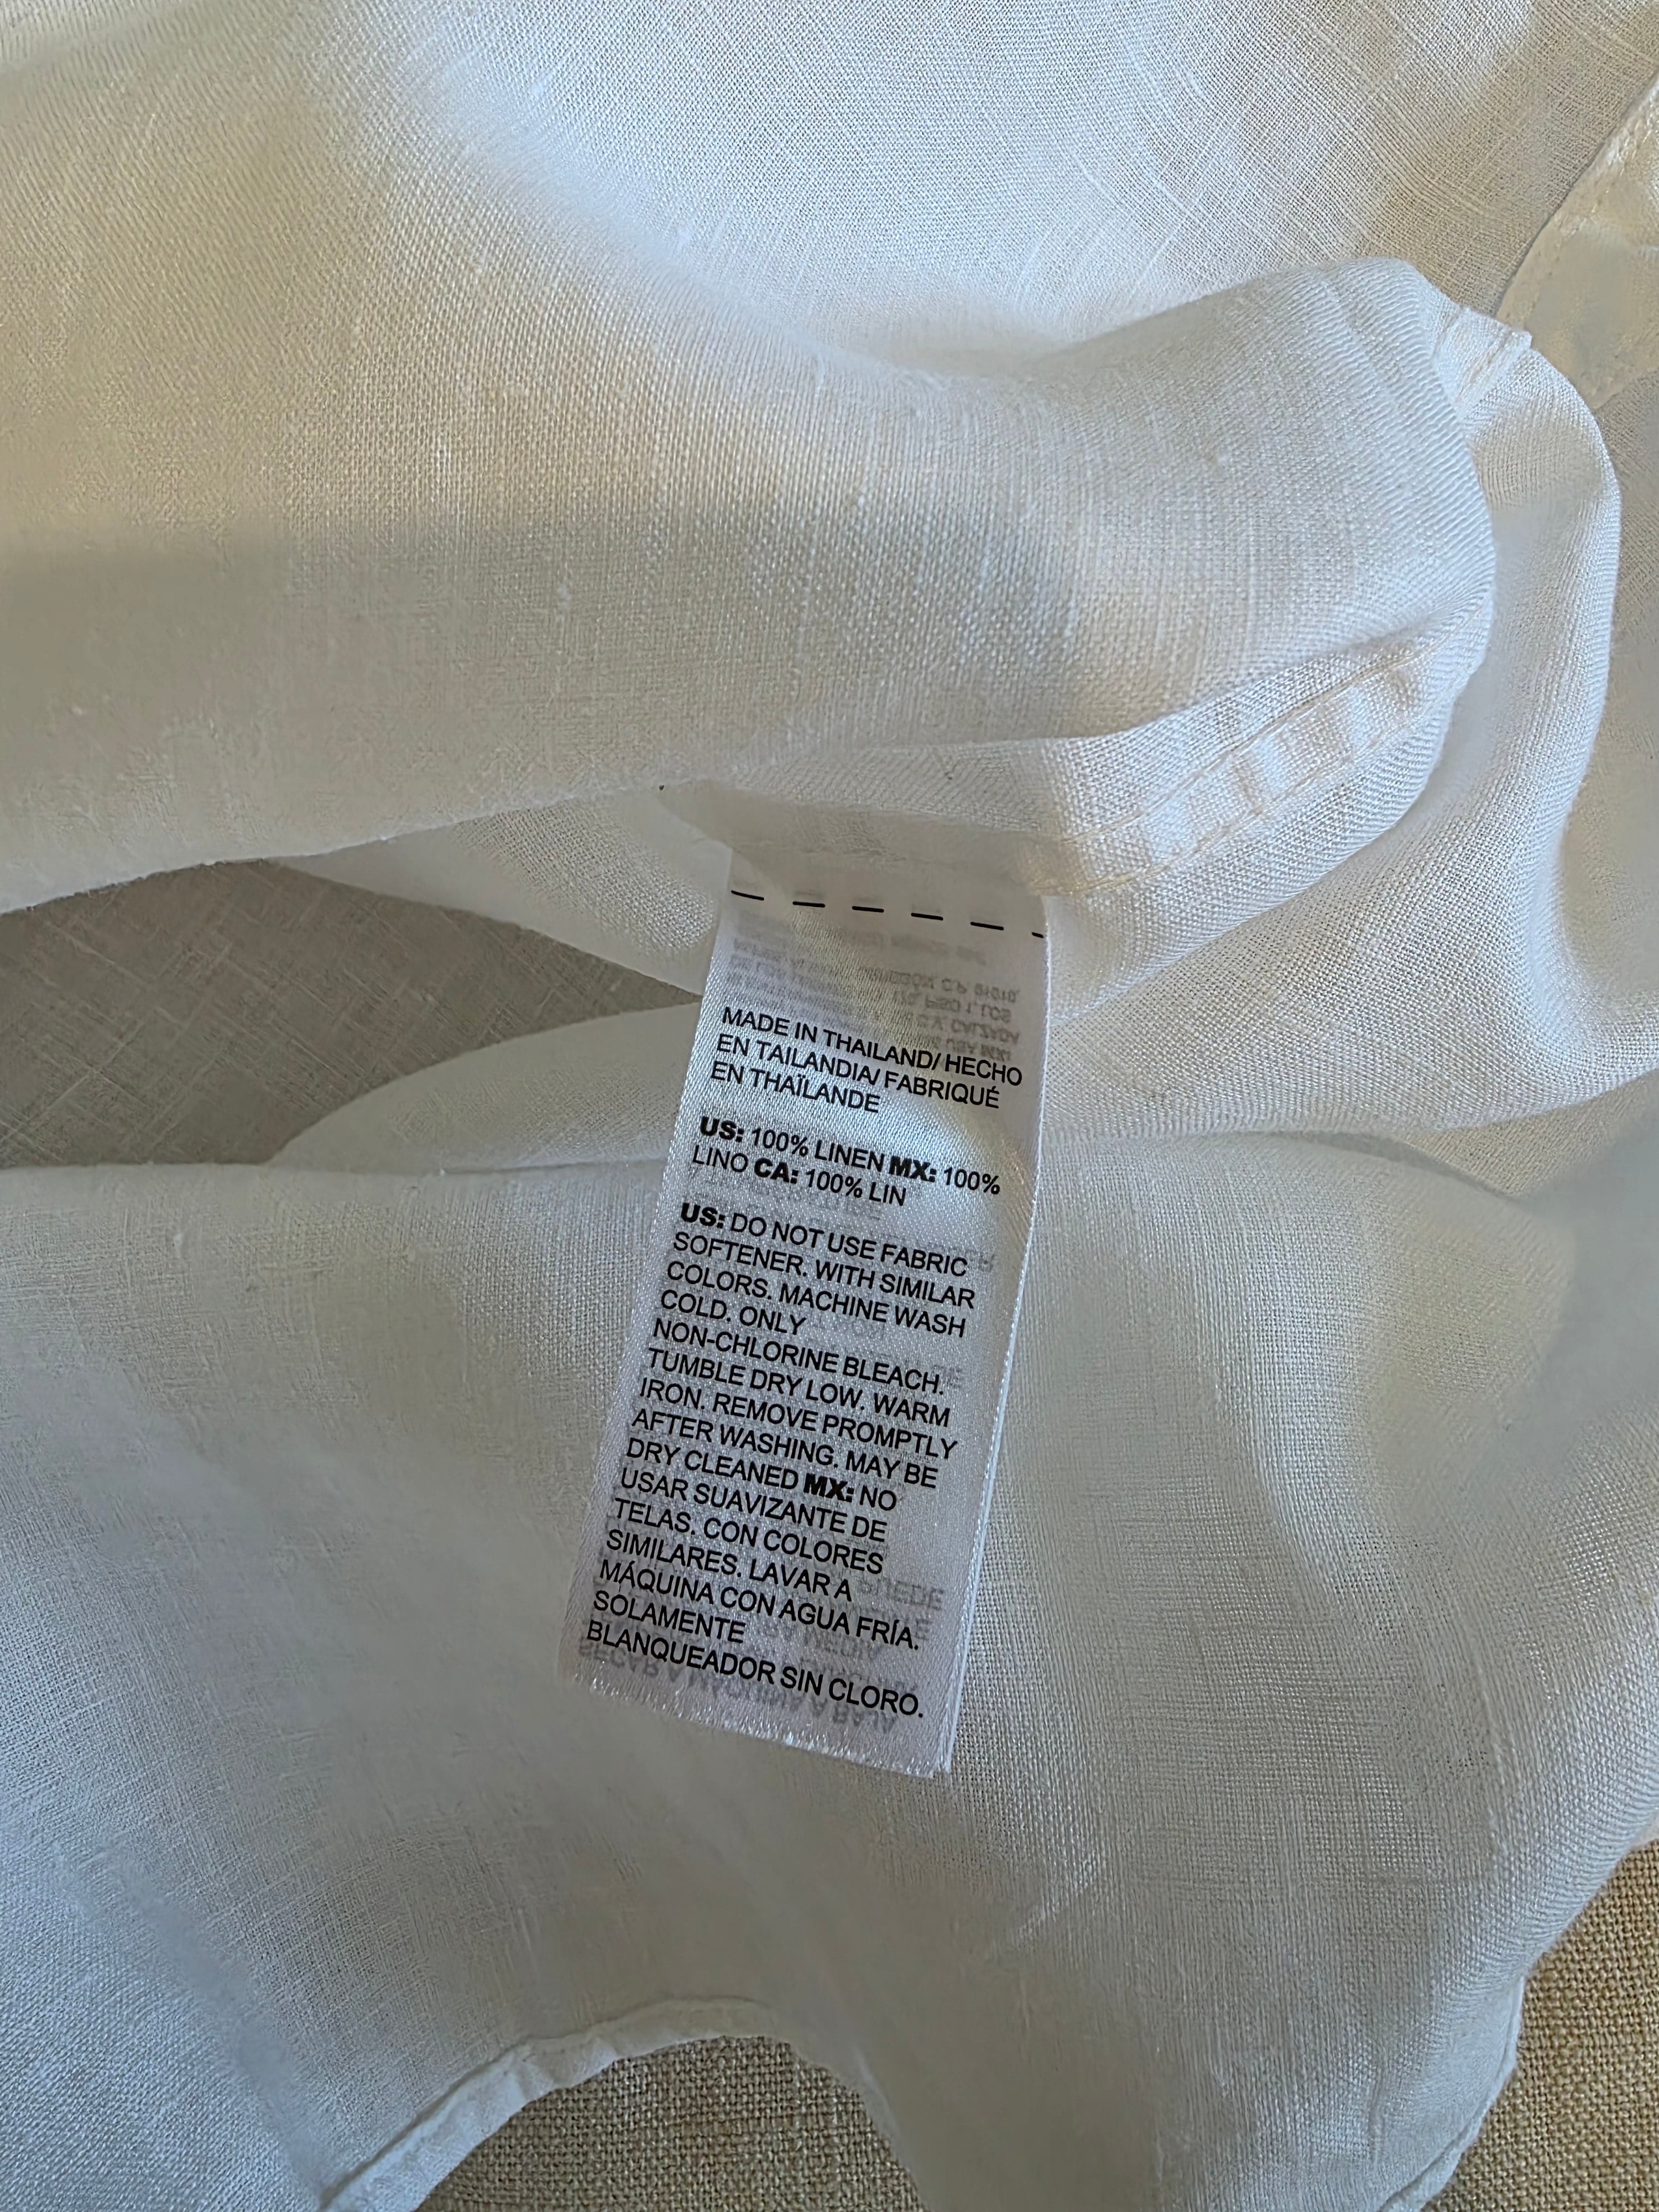 MADE IN THAILAND/ HECHO
EN TAILANDIA/ FABRIQUÉ
EN THAÏLANDE
US: 100% LINEN MX: 100%
LINO CA: 100% LIN
US: DO NOT USE FABRIC
SOFTENER. WITH SIMILAR
COLORS. MACHINE WASH
COLD. ONLY
NON-CHLORINE BLEACH.
TUMBLE DRY LOW. WARM
IRON. REMOVE PROMPTLY
AFTER WASHING. MAY BE
DRY CLEANED MX: NO
USAR SUAVIZANTE DE
TELAS. CON COLORES
SIMILARES. LAVAR A
MÁQUINA CON AGUA FRÍA.
SOLAMENTE
BLANQUEADOR SIN CLORO.